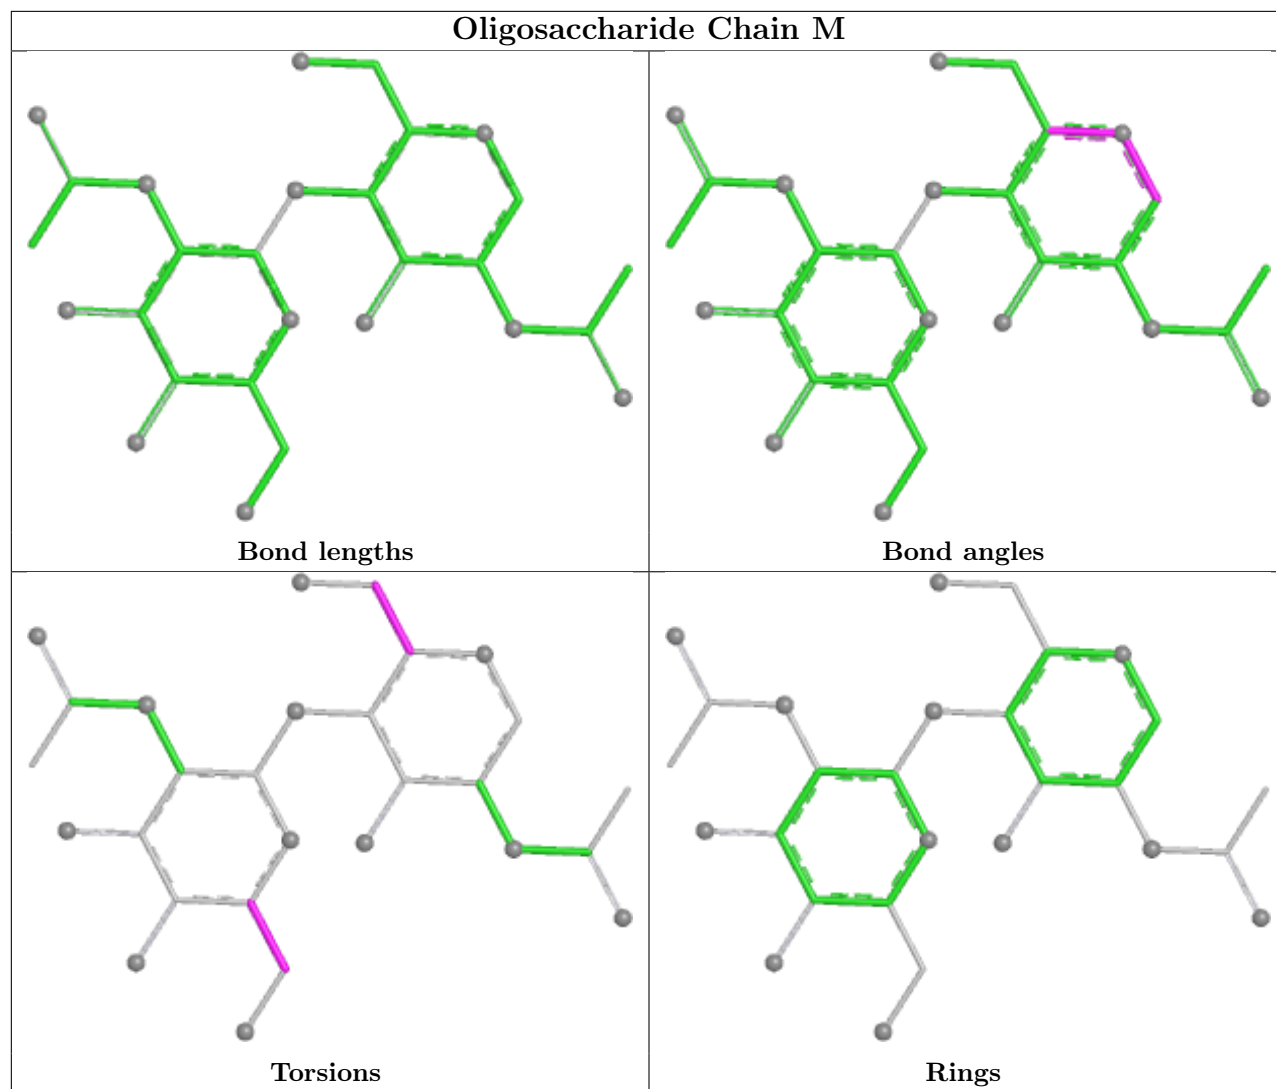 Oligosaccharide Chain M
Bond lengths
Bond angles
Torsions
Rings